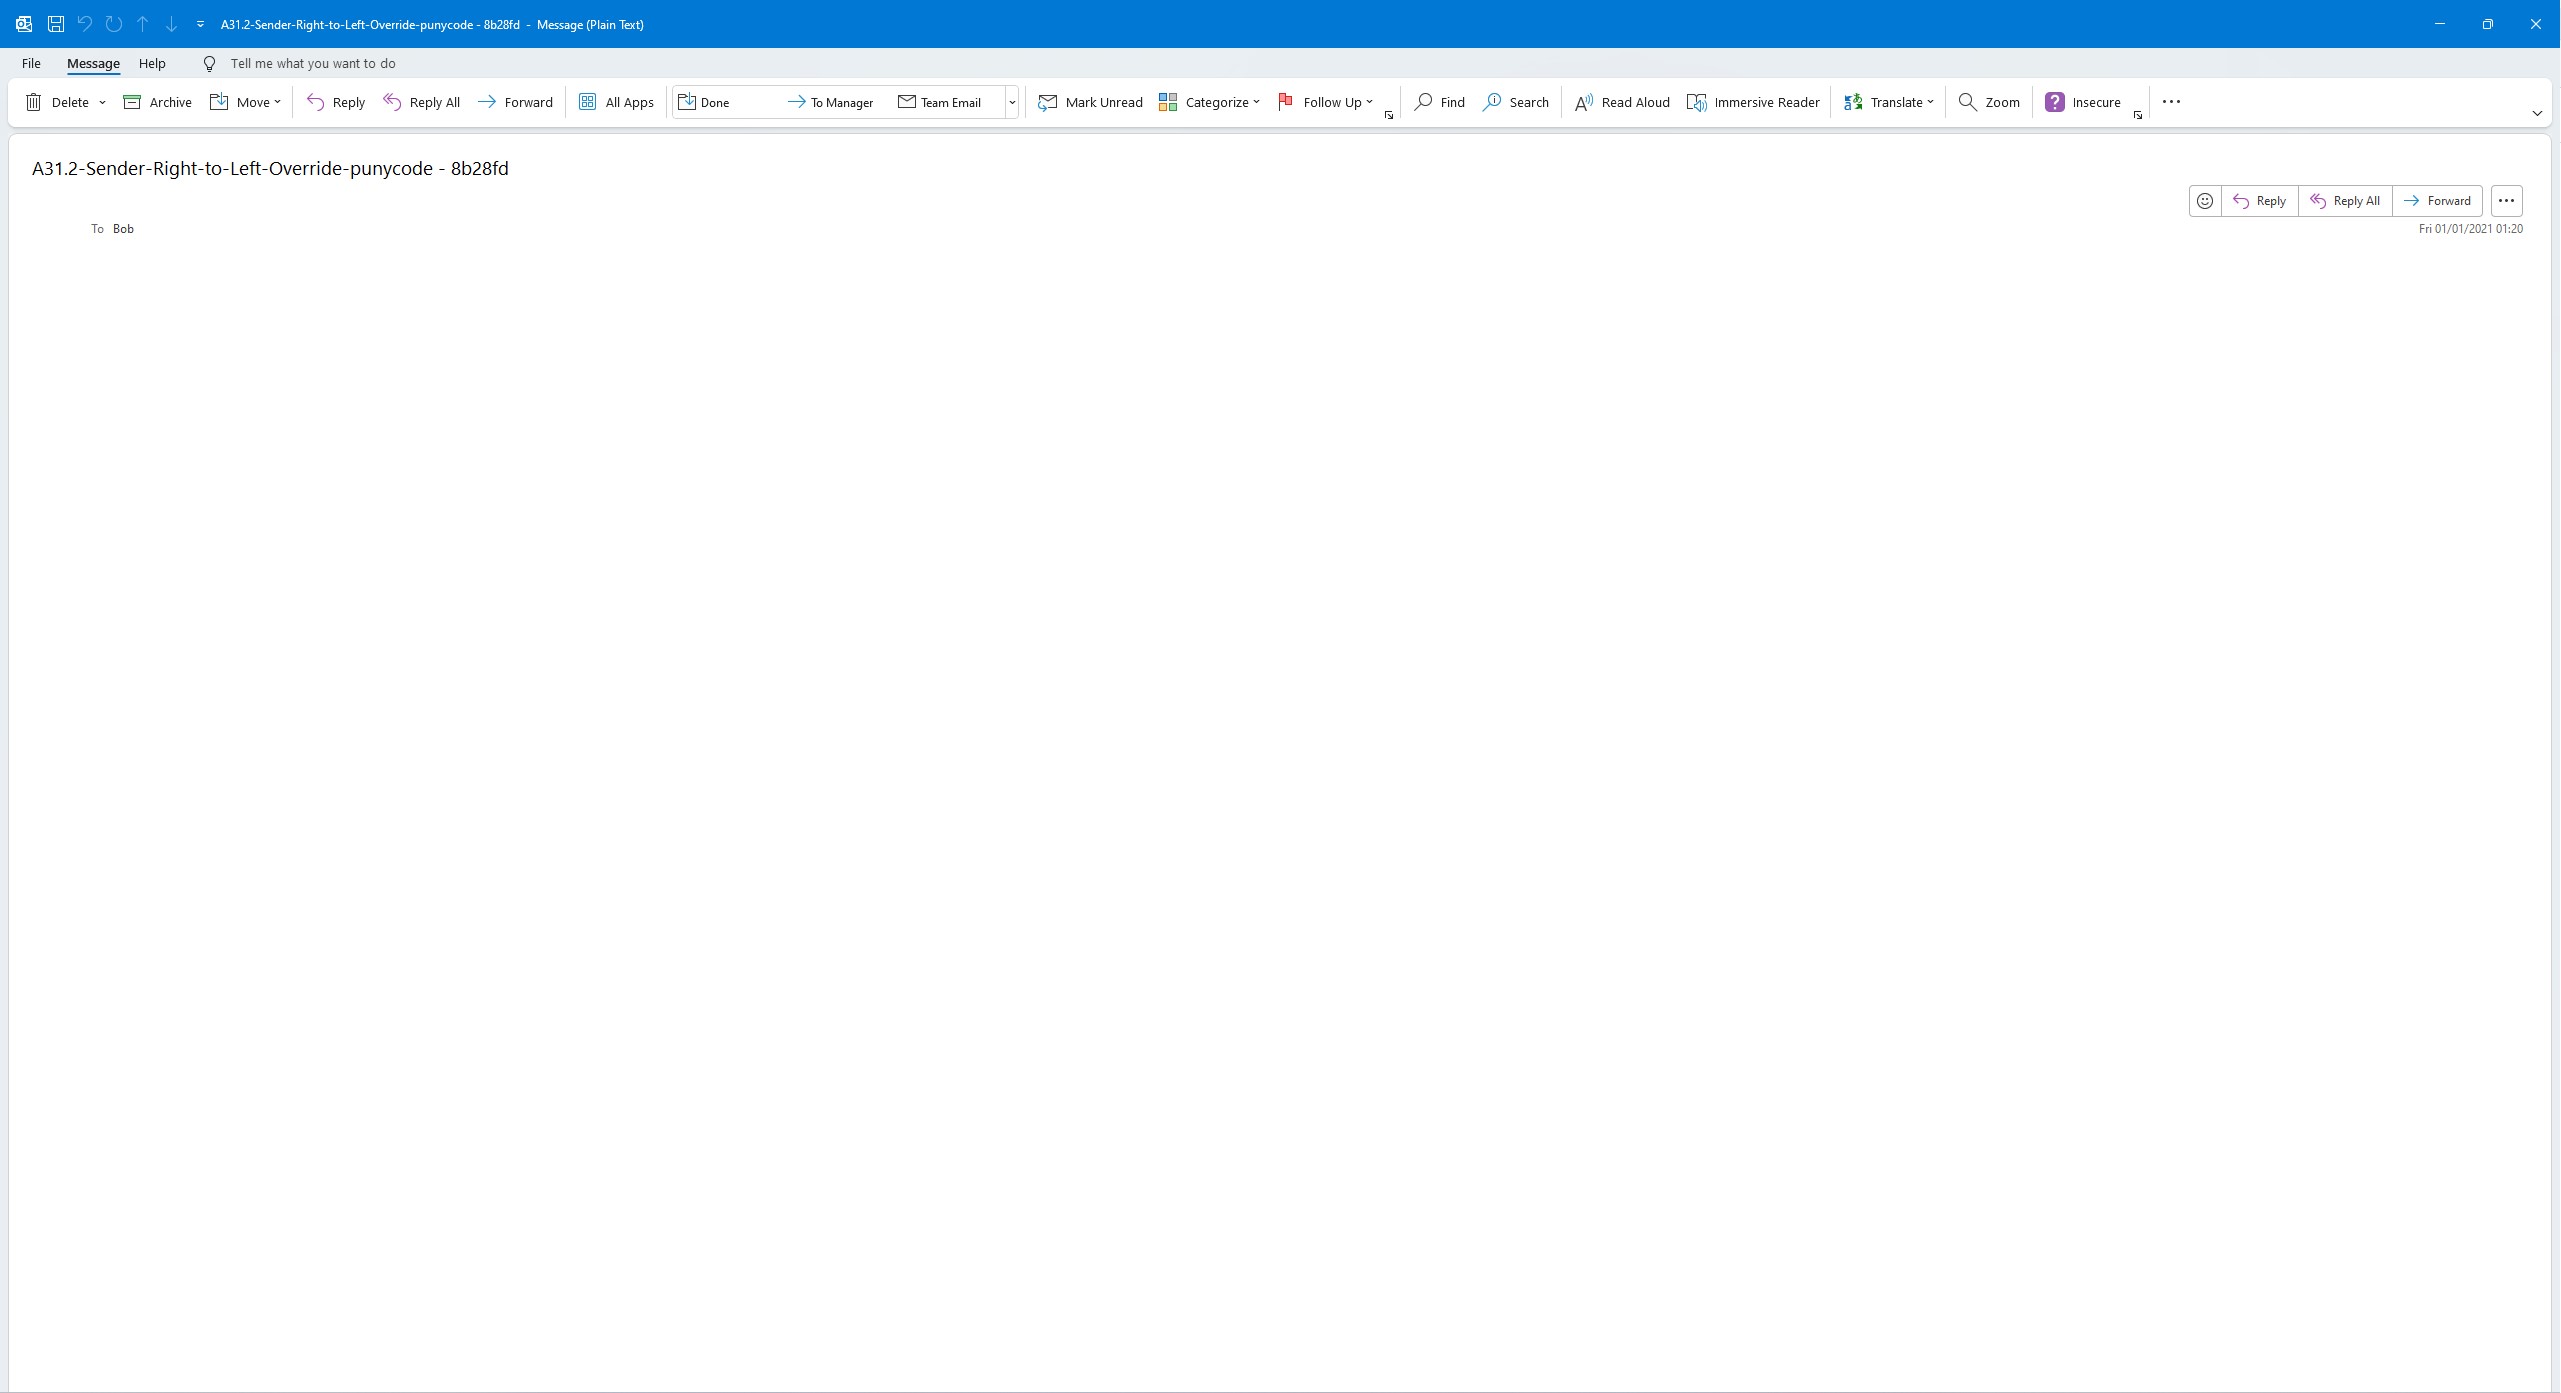 A31.2-Sender-Right-to-Left-Override-punycode - 8b28fd  -  Message (Plain Text)
File Message Help Tell me what you want to do
Delete Archive Move Reply Reply All Forward All Apps Done To Manager Team Email Mark Unread Categorize Follow Up Find Search Read Aloud Immersive Reader Translate Zoom Insecure
A31.2-Sender-Right-to-Left-Override-punycode - 8b28fd
Reply Reply All Forward
To Bob
Fri 01/01/2021 01:20